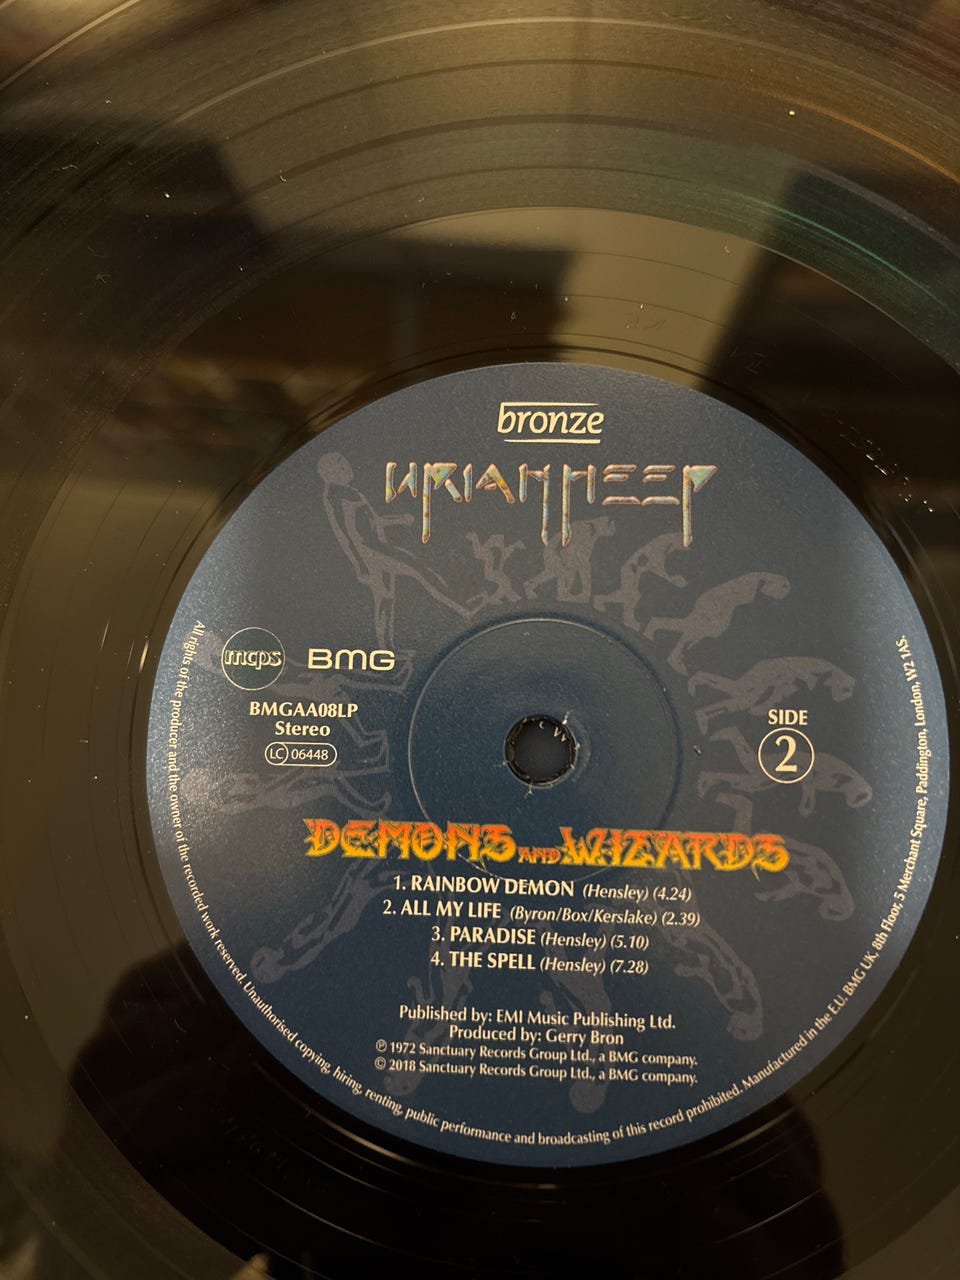 bronze
URIAH HEEP
mcps BMG
BMGAA08LP
Stereo
LC 06448
SIDE
2
DEMONS AND WIZARDS
1. RAINBOW DEMON (Hensley) (4.24)
2. ALL MY LIFE (Byron/Box/Kerslake) (2.39)
3. PARADISE (Hensley) (5.10)
4. THE SPELL (Hensley) (7.28)
Published by: EMI Music Publishing Ltd.
Produced by: Gerry Bron
℗ 1972 Sanctuary Records Group Ltd., a BMG company.
© 2018 Sanctuary Records Group Ltd., a BMG company.
All rights of the producer and the owner of the recorded work reserved. Unauthorised copying, hiring, renting, public performance and broadcasting of this record prohibited. Manufactured in the E.U. BMG UK, 8th Floor, 5 Merchant Square, Paddington, London, W2 1AS.